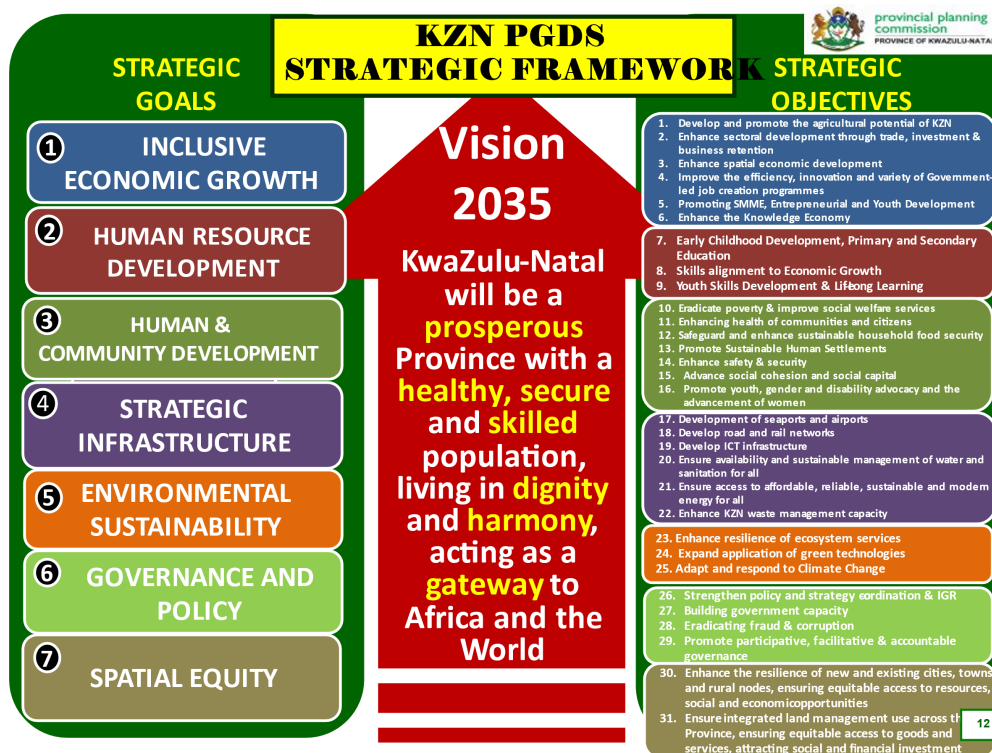 KZN PGDS
STRATEGIC FRAMEWORK
provincial planning
commission
PROVINCE OF KWAZULU-NATAL
STRATEGIC
GOALS
1 INCLUSIVE
ECONOMIC GROWTH
2 HUMAN RESOURCE
DEVELOPMENT
3 HUMAN &
COMMUNITY DEVELOPMENT
4 STRATEGIC
INFRASTRUCTURE
5 ENVIRONMENTAL
SUSTAINABILITY
6 GOVERNANCE AND
POLICY
7 SPATIAL EQUITY
Vision
2035
KwaZulu-Natal
will be a
prosperous
Province with a
healthy, secure
and skilled
population,
living in dignity
and harmony,
acting as a
gateway to
Africa and the
World
STRATEGIC
OBJECTIVES
1. Develop and promote the agricultural potential of KZN
2. Enhance sectoral development through trade, investment &
business retention
3. Enhance spatial economic development
4. Improve the efficiency, innovation and variety of Government-
led job creation programmes
5. Promoting SMME, Entrepreneurial and Youth Development
6. Enhance the Knowledge Economy
7. Early Childhood Development, Primary and Secondary
Education
8. Skills alignment to Economic Growth
9. Youth Skills Development & Lifelong Learning
10. Eradicate poverty & improve social welfare services
11. Enhancing health of communities and citizens
12. Safeguard and enhance sustainable household food security
13. Promote Sustainable Human Settlements
14. Enhance safety & security
15. Advance social cohesion and social capital
16. Promote youth, gender and disability advocacy and the
advancement of women
17. Development of seaports and airports
18. Develop road and rail networks
19. Develop ICT infrastructure
20. Ensure availability and sustainable management of water and
sanitation for all
21. Ensure access to affordable, reliable, sustainable and modern
energy for all
22. Enhance KZN waste management capacity
23. Enhance resilience of ecosystem services
24. Expand application of green technologies
25. Adapt and respond to Climate Change
26. Strengthen policy and strategy cordination & IGR
27. Building government capacity
28. Eradicating fraud & corruption
29. Promote participative, facilitative & accountable
governance
30. Enhance the resilience of new and existing cities, towns
and rural nodes, ensuring equitable access to resources,
social and economicopportunities
31. Ensure integrated land management use across
Province, ensuring equitable access to goods and
services, attracting social and financial investment
12